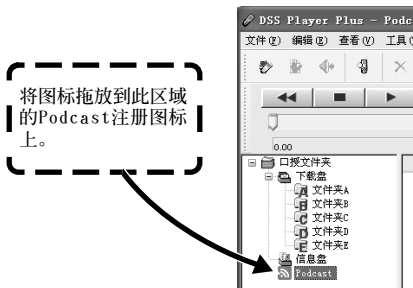 DSS Player Plus - Podc
文件(F) 编辑(E) 查看(V) 工具(
将图标拖放到此区域
的Podcast注册图标
上。
0.00
口授文件夹
下载盘
文件夹A
文件夹B
文件夹C
文件夹D
文件夹E
信息盘
Podcast